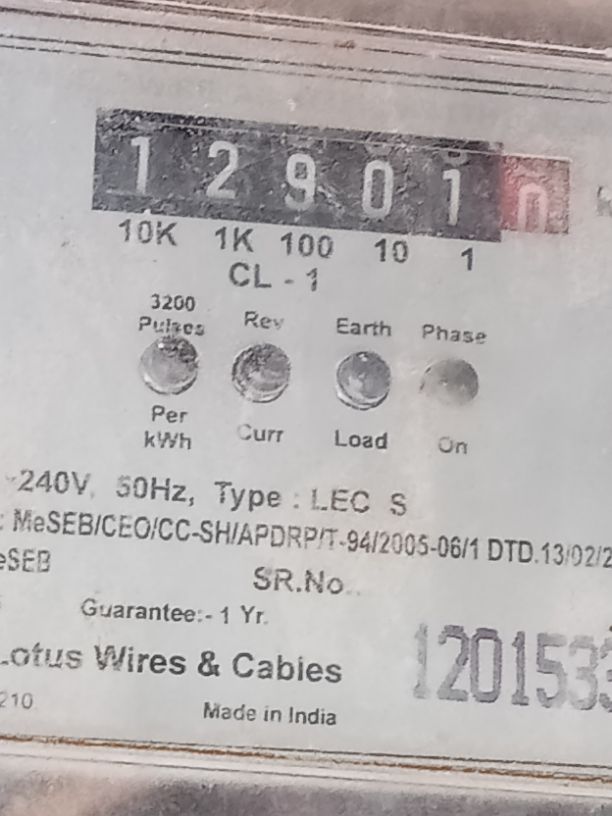 12901
10K 1K 100 10 1
CL - 1
3200 Pulses Per kWh
Rev Curr
Earth Load
Phase On
240V, 50Hz, Type : LEC S
: MeSEB/CEO/CC-SH/APDRP/T-94/2005-06/1 DTD.13/02/2
eSEB
SR.No.
Guarantee:- 1 Yr.
Lotus Wires & Cables
1201533
210
Made in India